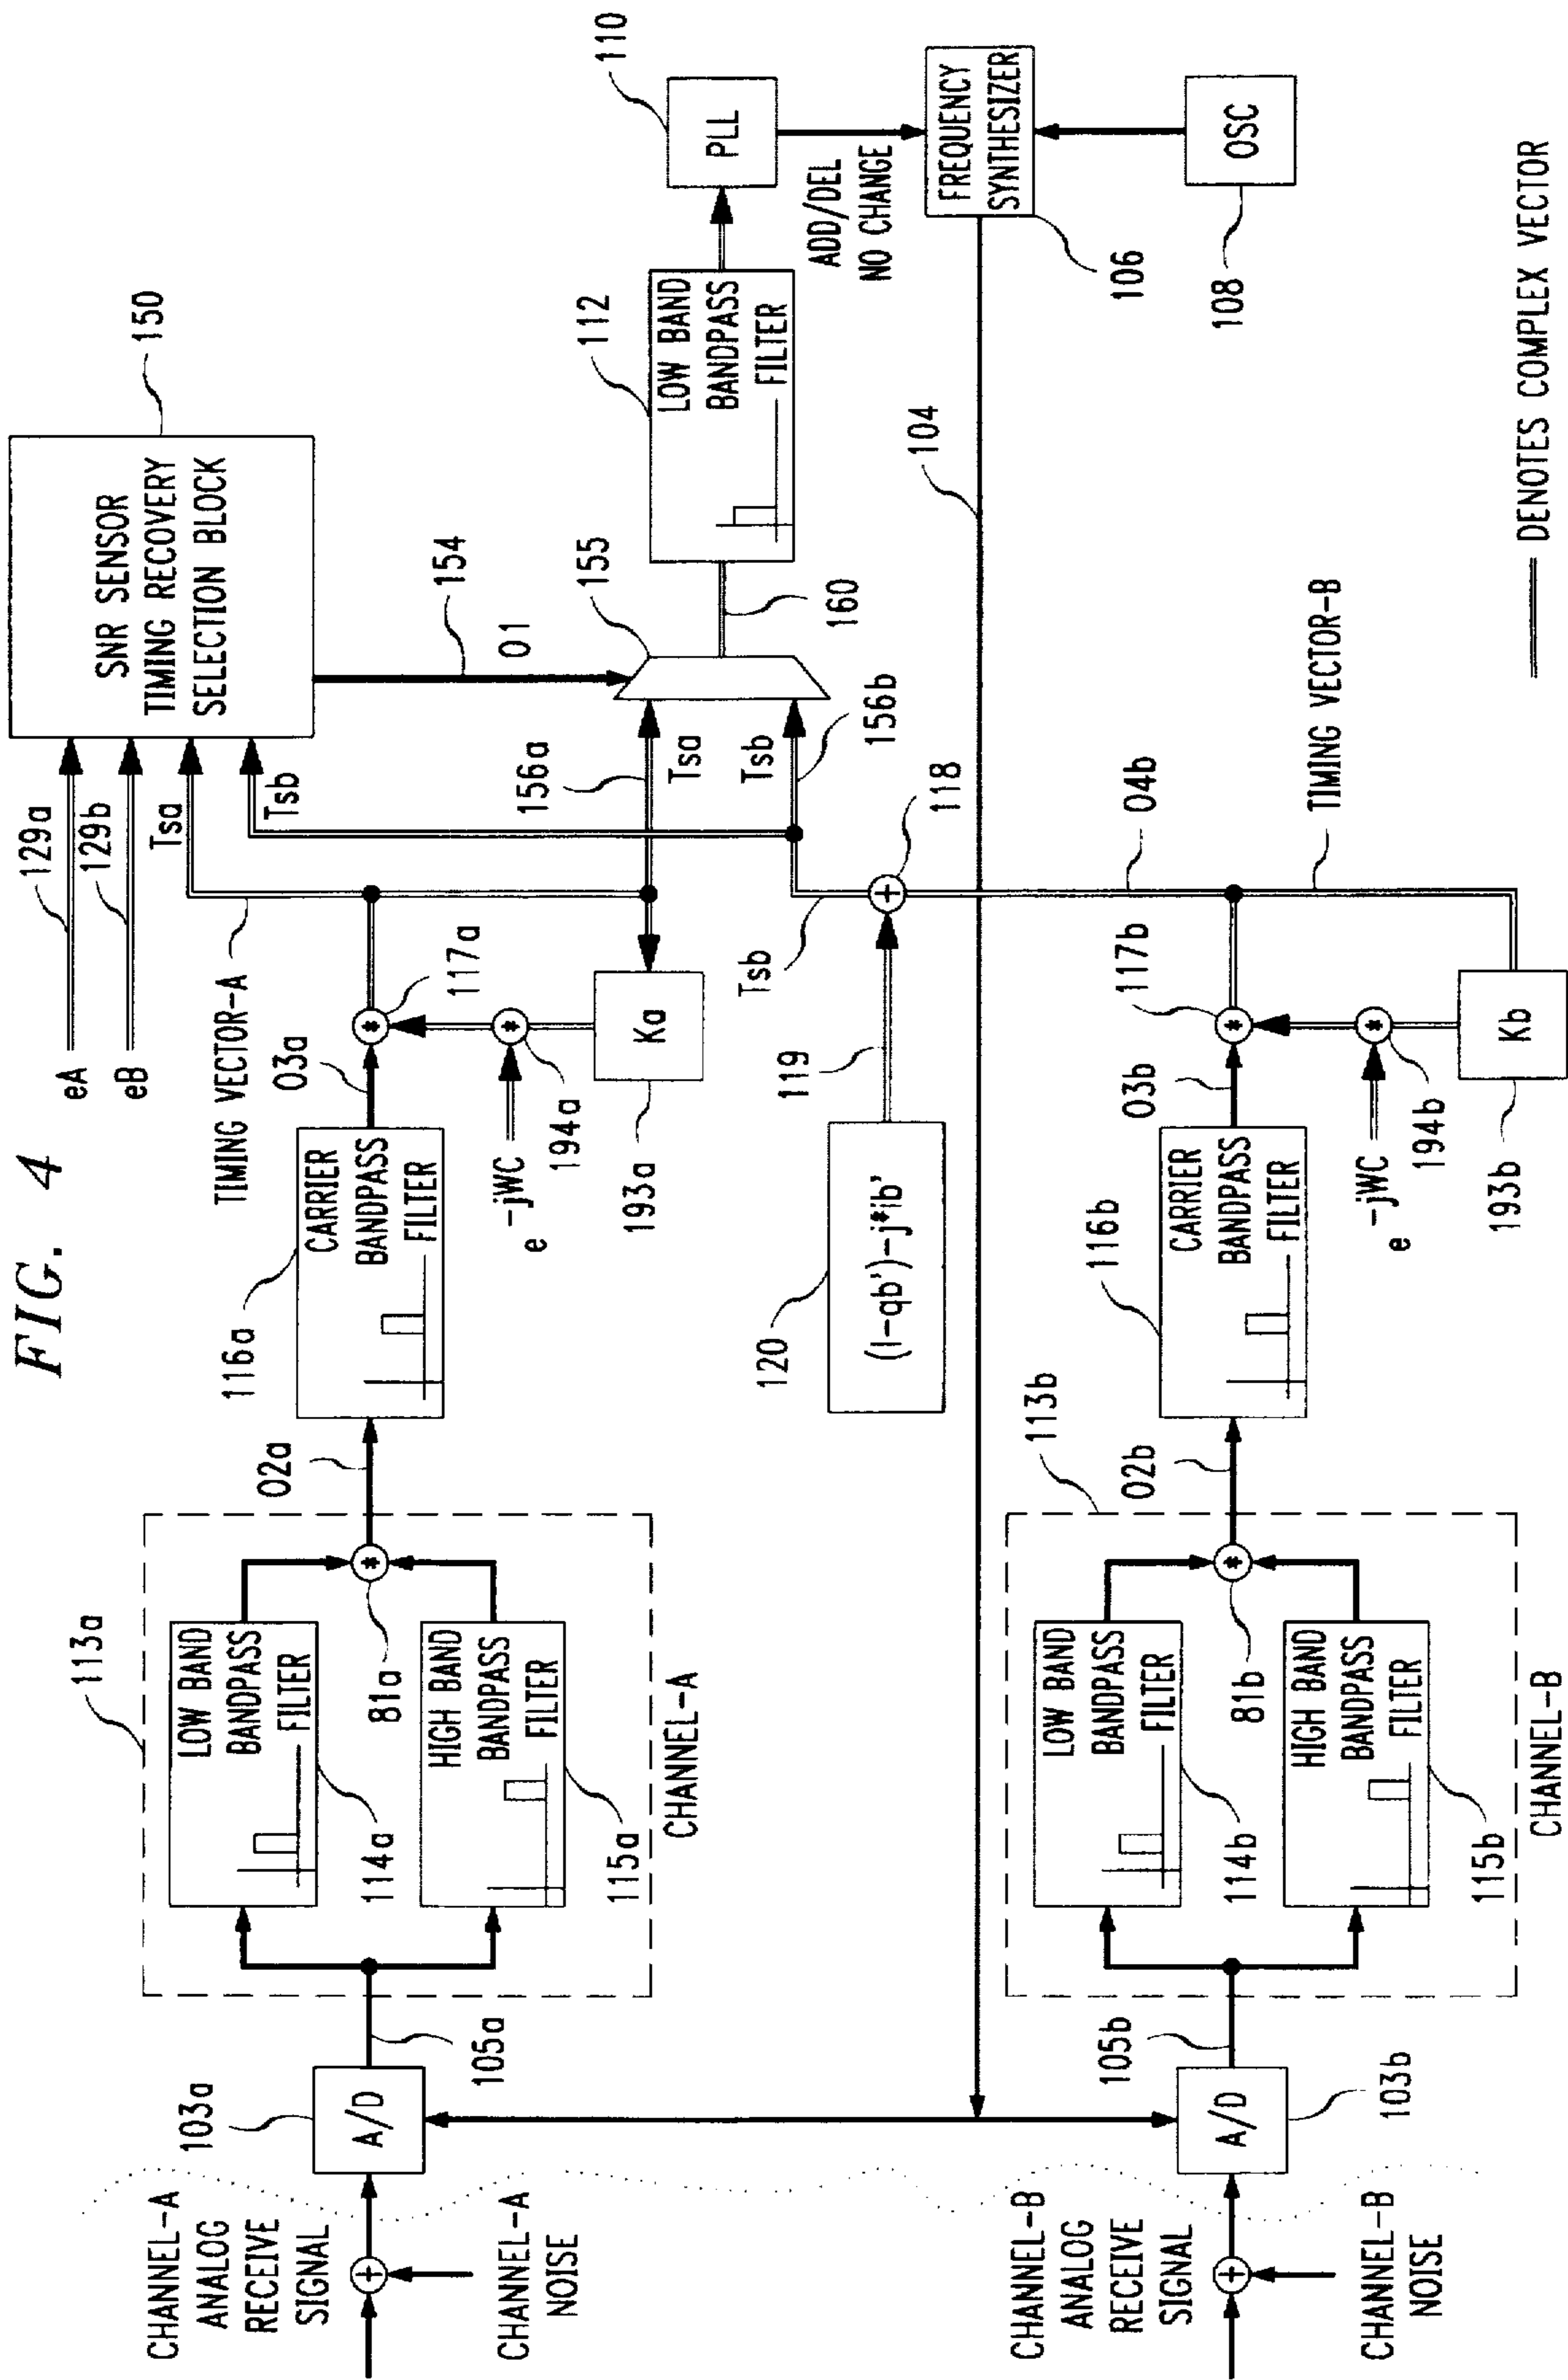 FIG. 4
CHANNEL-A
ANALOG
RECEIVE
SIGNAL
CHANNEL-A
NOISE
103a
A/D
105a
113a
LOW BAND
BANDPASS
FILTER
114a
HIGH BAND
BANDPASS
FILTER
115a
81a
CHANNEL-A
02a
116a
CARRIER
BANDPASS
FILTER
03a
TIMING VECTOR-A
117a
e -jWC
194a
Ka
193a
eA
129a
eB
129b
Tsa
Tsb
SNR SENSOR
TIMING RECOVERY
SELECTION BLOCK
150
154
01
155
156a
Tsa
Tsb
156b
160
112
LOW BAND
BANDPASS
FILTER
PLL
110
ADD/DEL
NO CHANGE
FREQUENCY
SYNTHESIZER
106
OSC
108
104
120
(1-qb')-j*ib'
119
Tsb
118
04b
TIMING VECTOR-B
CHANNEL-B
ANALOG
RECEIVE
SIGNAL
CHANNEL-B
NOISE
A/D
103b
105b
113b
LOW BAND
BANDPASS
FILTER
114b
HIGH BAND
BANDPASS
FILTER
115b
81b
CHANNEL-B
02b
116b
CARRIER
BANDPASS
FILTER
03b
117b
e -jWC
194b
Kb
193b
DENOTES COMPLEX VECTOR